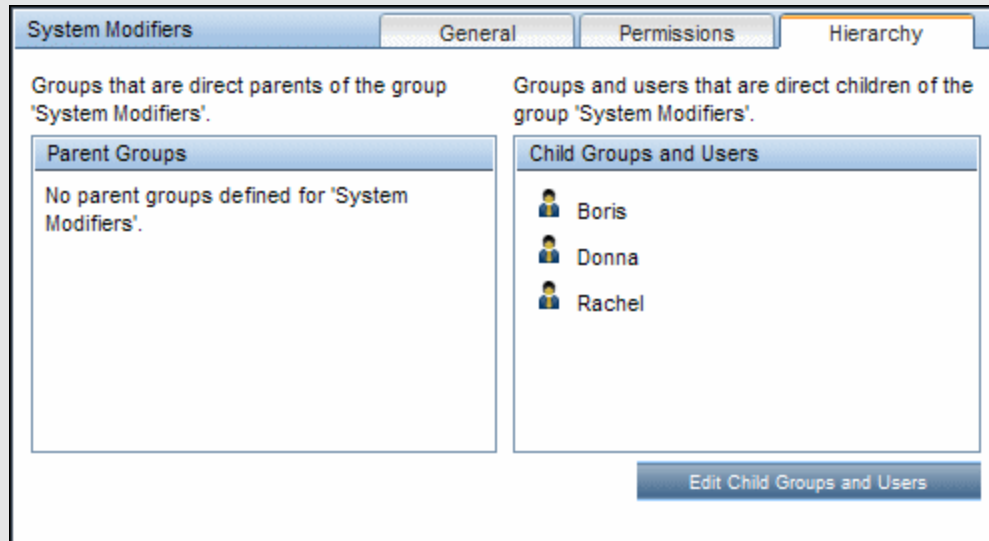 System Modifiers
General
Permissions
Hierarchy
Groups that are direct parents of the group
'System Modifiers'.
Parent Groups
No parent groups defined for 'System
Modifiers'.
Groups and users that are direct children of the
group 'System Modifiers'.
Child Groups and Users
Boris
Donna
Rachel
Edit Child Groups and Users